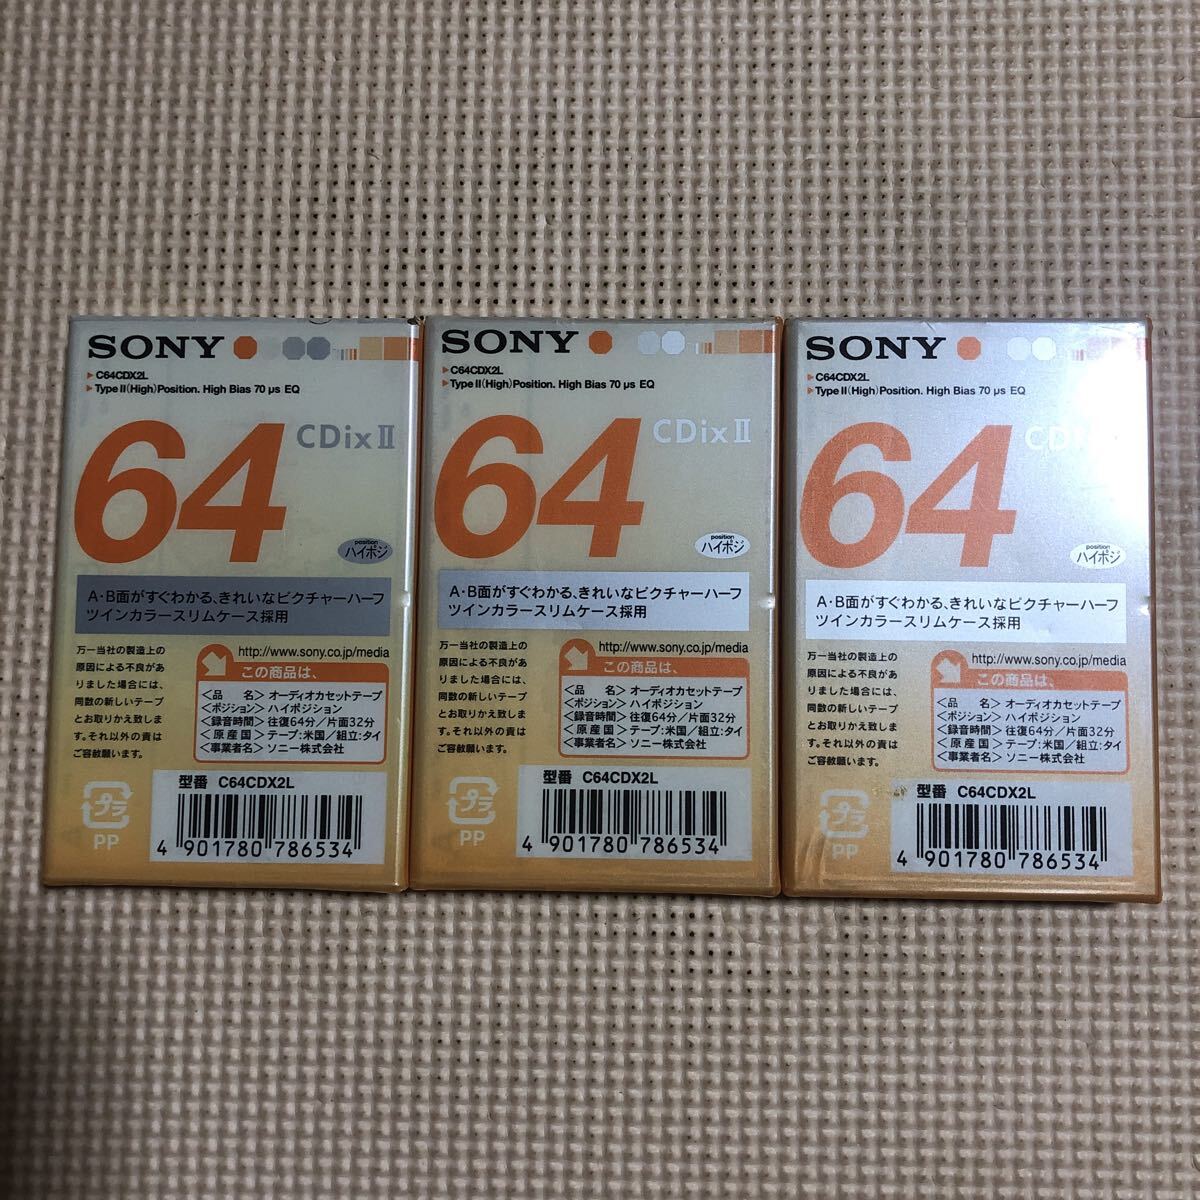 SONY
C64CDX2L
Type II (High) Position. High Bias 70 μs EQ
64
CDixⅡ
position
ハイポジ
A・B面がすぐわかる、きれいなピクチャーハーフ
ツインカラースリムケース採用
万一当社の製造上の
原因による不良があ
りました場合には、
同数の新しいテープ
とお取りかえ致しま
す。それ以外の責は
ご容赦願います。
http://www.sony.co.jp/media
この商品は、
<品 名> オーディオカセットテープ
<ポジション> ハイポジション
<録音時間> 往復64分/片面32分
<原 産 国> テープ:米国/組立:タイ
<事業者名> ソニー株式会社
プラ
PP
型番 C64CDX2L
4 901780 786534
SONY
C64CDX2L
Type II (High) Position. High Bias 70 μs EQ
64
CDixⅡ
position
ハイポジ
A・B面がすぐわかる、きれいなピクチャーハーフ
ツインカラースリムケース採用
万一当社の製造上の
原因による不良があ
りました場合には、
同数の新しいテープ
とお取りかえ致しま
す。それ以外の責は
ご容赦願います。
http://www.sony.co.jp/media
この商品は、
<品 名> オーディオカセットテープ
<ポジション> ハイポジション
<録音時間> 往復64分/片面32分
<原 産 国> テープ:米国/組立:タイ
<事業者名> ソニー株式会社
プラ
PP
型番 C64CDX2L
4 901780 786534
SONY
C64CDX2L
Type II (High) Position. High Bias 70 μs EQ
64
position
ハイポジ
A・B面がすぐわかる、きれいなピクチャーハーフ
ツインカラースリムケース採用
万一当社の製造上の
原因による不良があ
りました場合には、
同数の新しいテープ
とお取りかえ致しま
す。それ以外の責は
ご容赦願います。
http://www.sony.co.jp/media
この商品は、
<品 名> オーディオカセットテープ
<ポジション> ハイポジション
<録音時間> 往復64分/片面32分
<原 産 国> テープ:米国/組立:タイ
<事業者名> ソニー株式会社
プラ
PP
型番 C64CDX2L
4 901780 786534